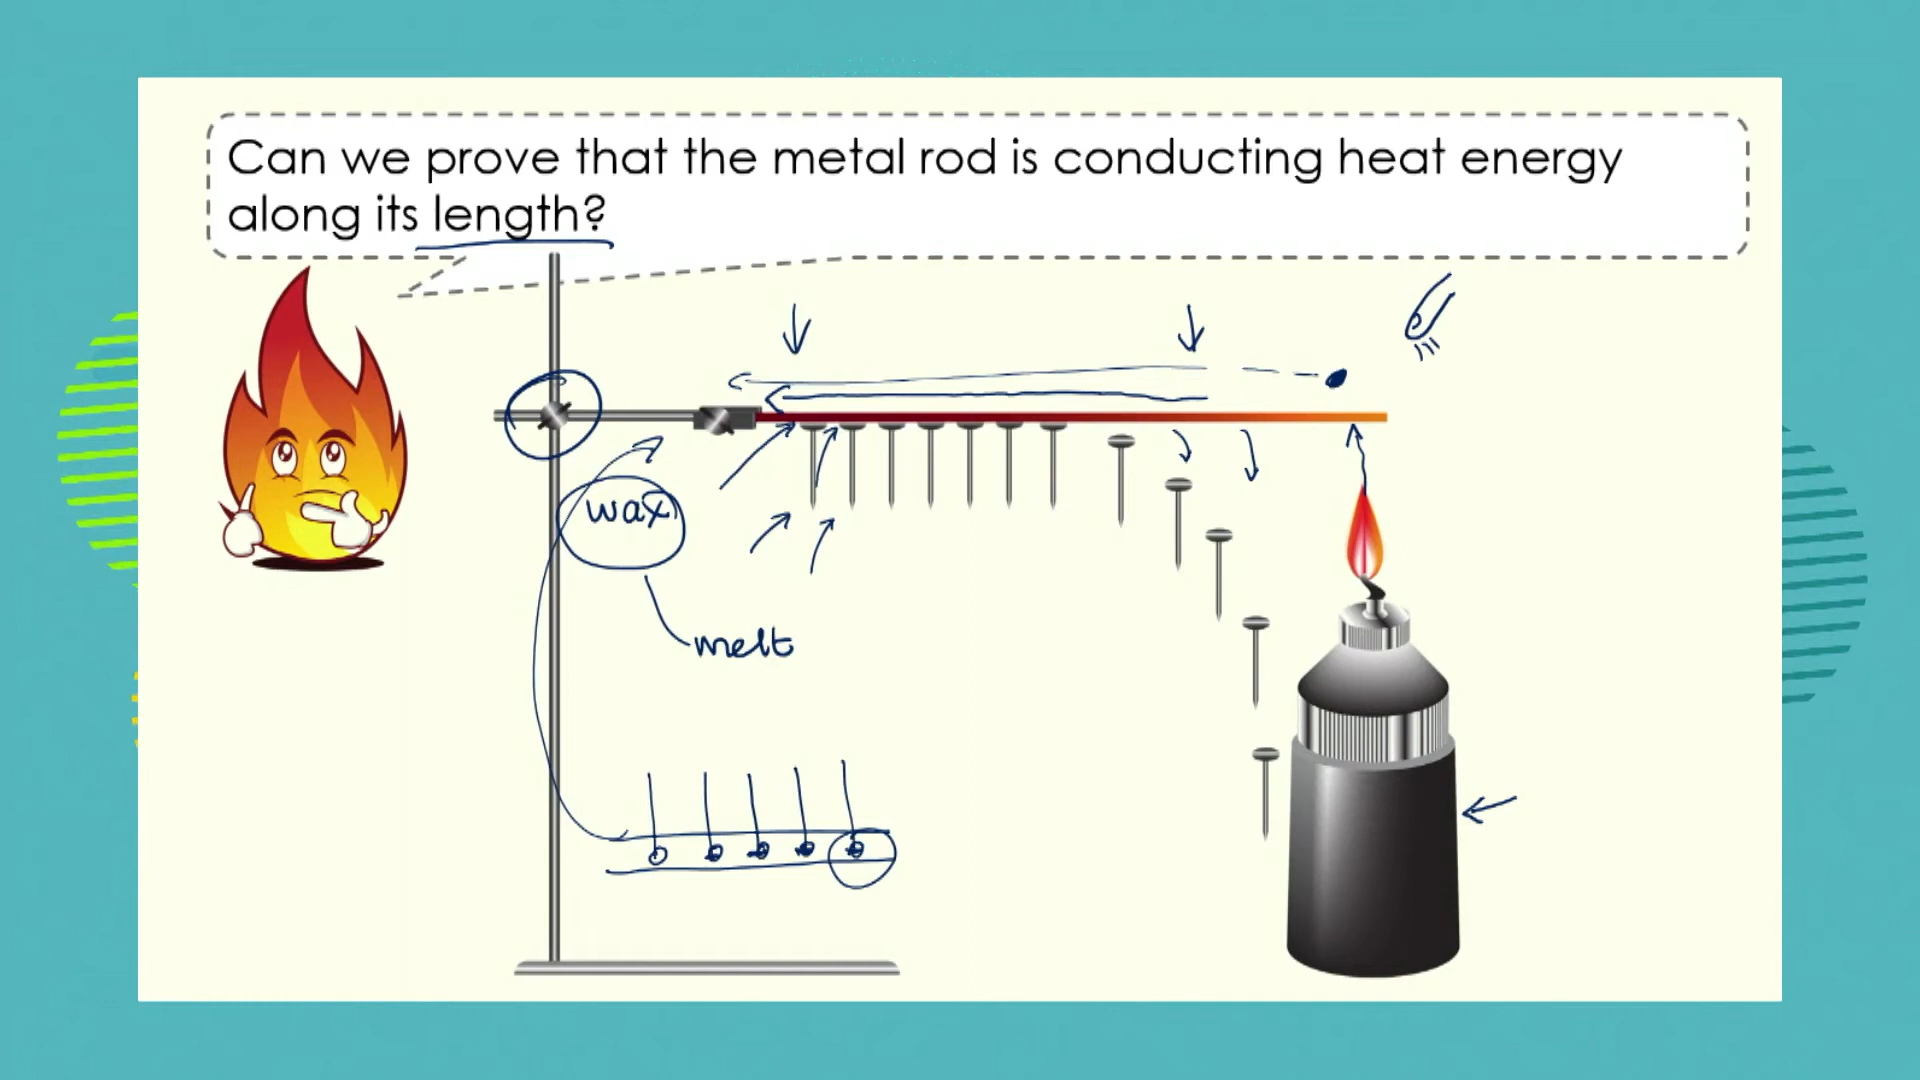 Can we prove that the metal rod is conducting heat energy
along its length?
wax
melt